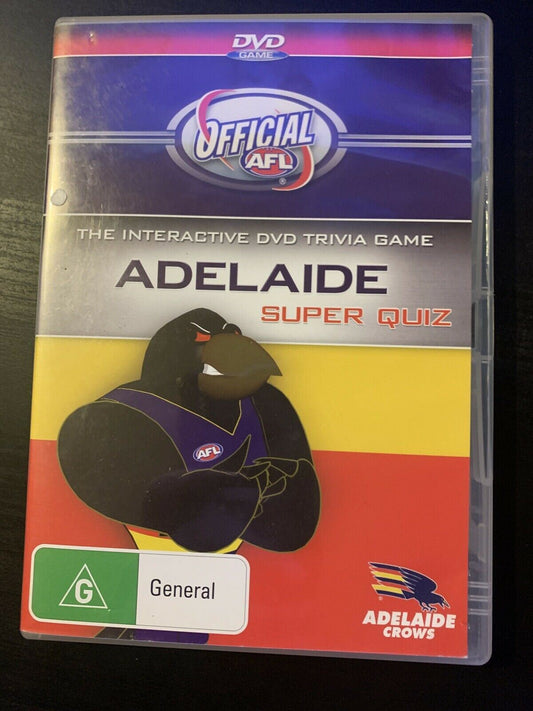 DVD
GAME
OFFICIAL
AFL®
THE INTERACTIVE DVD TRIVIA GAME
ADELAIDE
SUPER QUIZ
AFL
G
General
ADELAIDE
CROWS